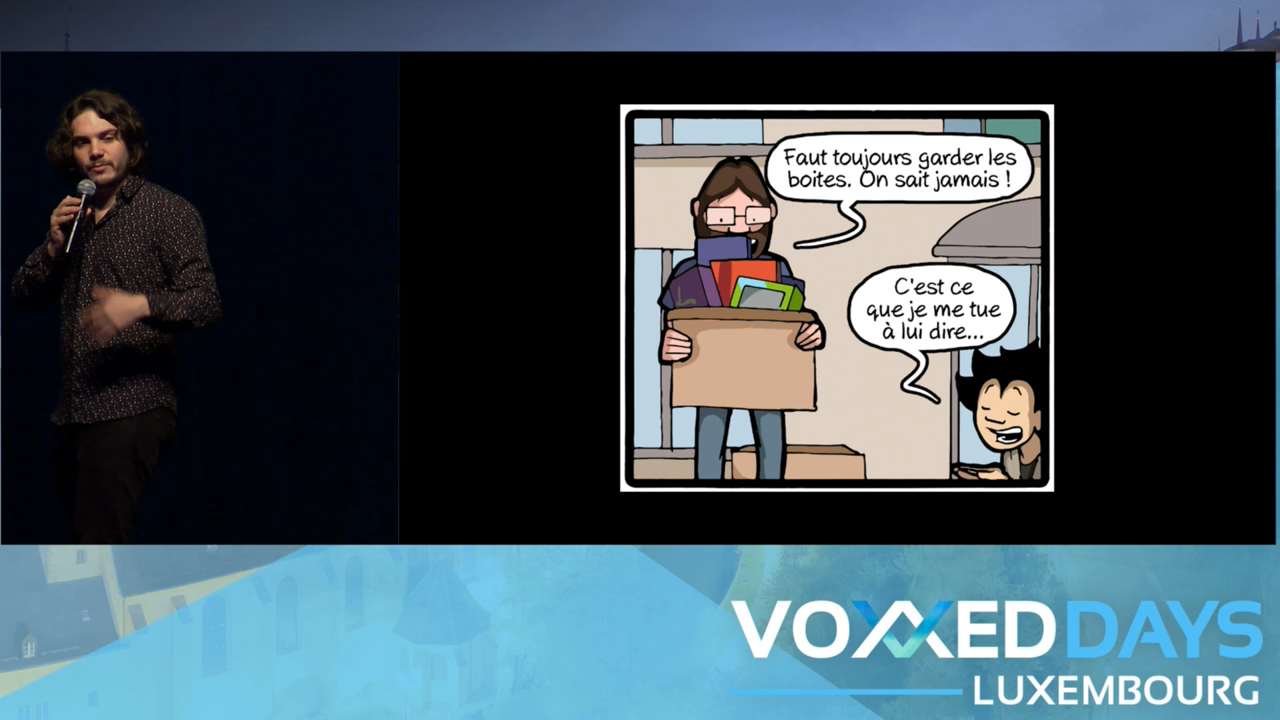 Faut toujours garder les
boites. On sait jamais !
C'est ce
que je me tue
à lui dire...
VOXXED DAYS
LUXEMBOURG